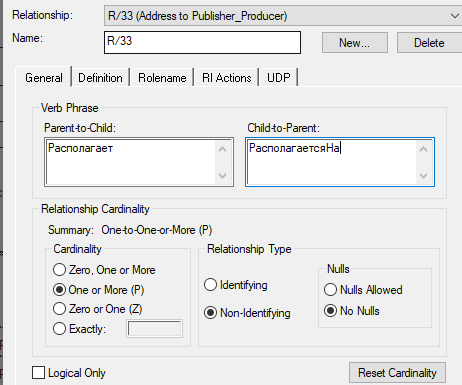 Relationship: R/33 (Address to Publisher_Producer)
Name: R/33 New... Delete
General Definition Rolename RI Actions UDP
Verb Phrase
Parent-to-Child: Child-to-Parent:
Располагает РасполагаетсяНа
Relationship Cardinality
Summary: One-to-One-or-More (P)
Cardinality Relationship Type
Zero, One or More
One or More (P)
Zero or One (Z)
Exactly:
Identifying
Non-Identifying
Nulls
Nulls Allowed
No Nulls
Logical Only Reset Cardinality